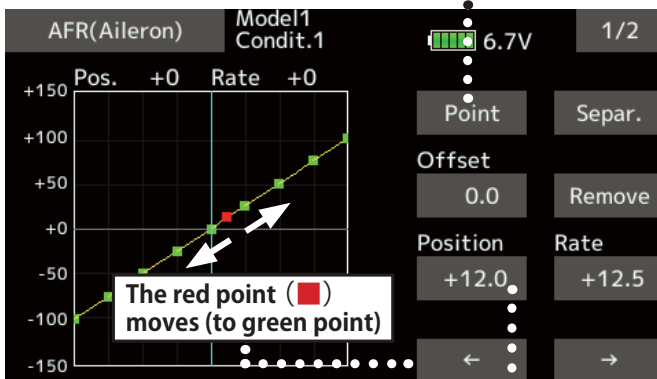 AFR(Aileron)
Model1
Condit.1
6.7V
1/2
Pos. +0 Rate +0
+150
+100
+50
+0
-50
-100
-150
Point
Separ.
Offset
0.0
Remove
Position
Rate
+12.0
+12.5
←
→
The red point (■)
moves (to green point)